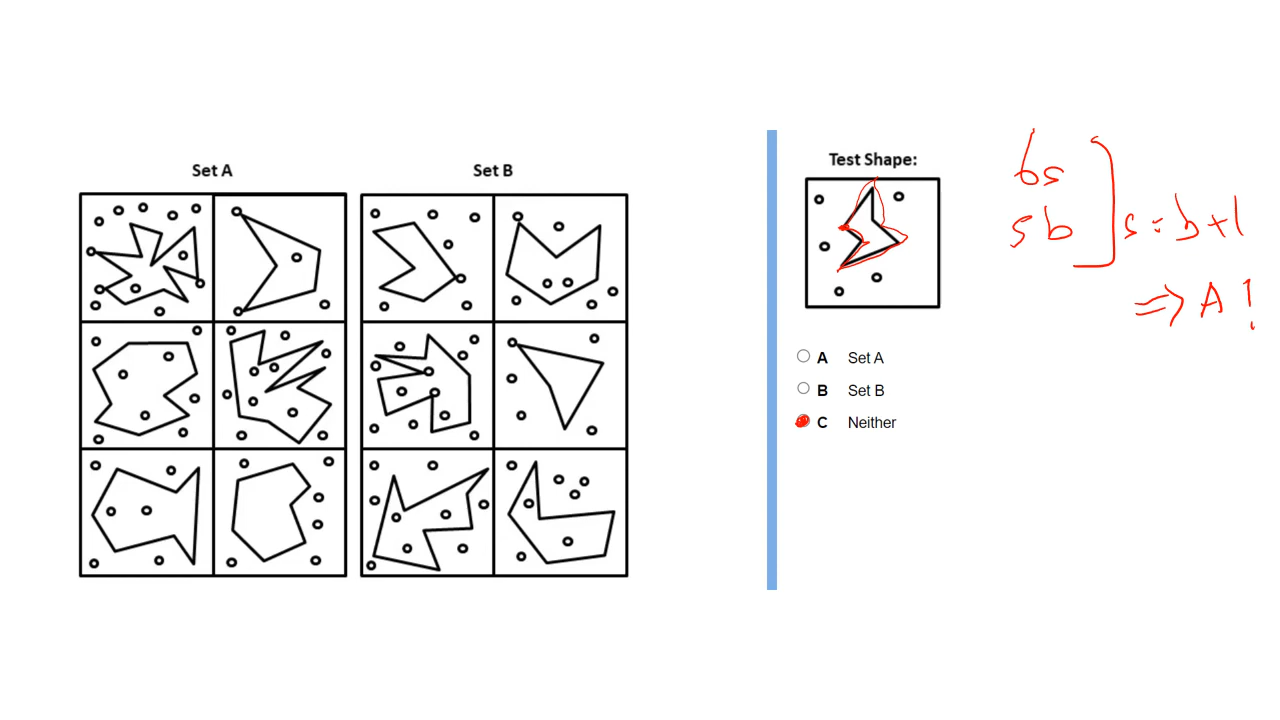 Set A
Set B
Test Shape:
6s
5b
s = b+1
=> A !
A Set A
B Set B
C Neither